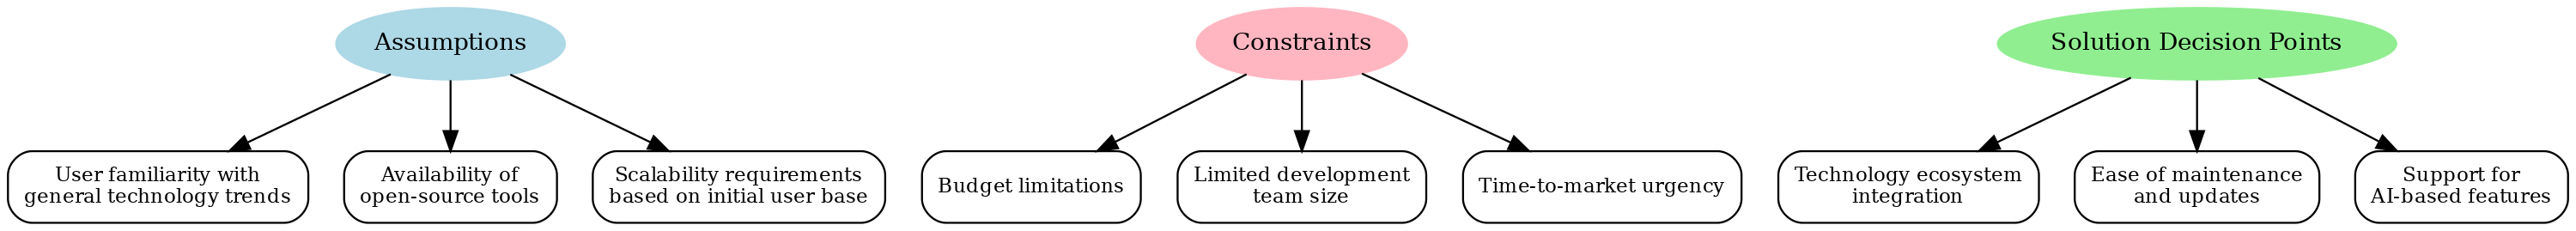 Assumptions
Constraints
Solution Decision Points
User familiarity with
general technology trends
Availability of
open-source tools
Scalability requirements
based on initial user base
Budget limitations
Limited development
team size
Time-to-market urgency
Technology ecosystem
integration
Ease of maintenance
and updates
Support for
AI-based features